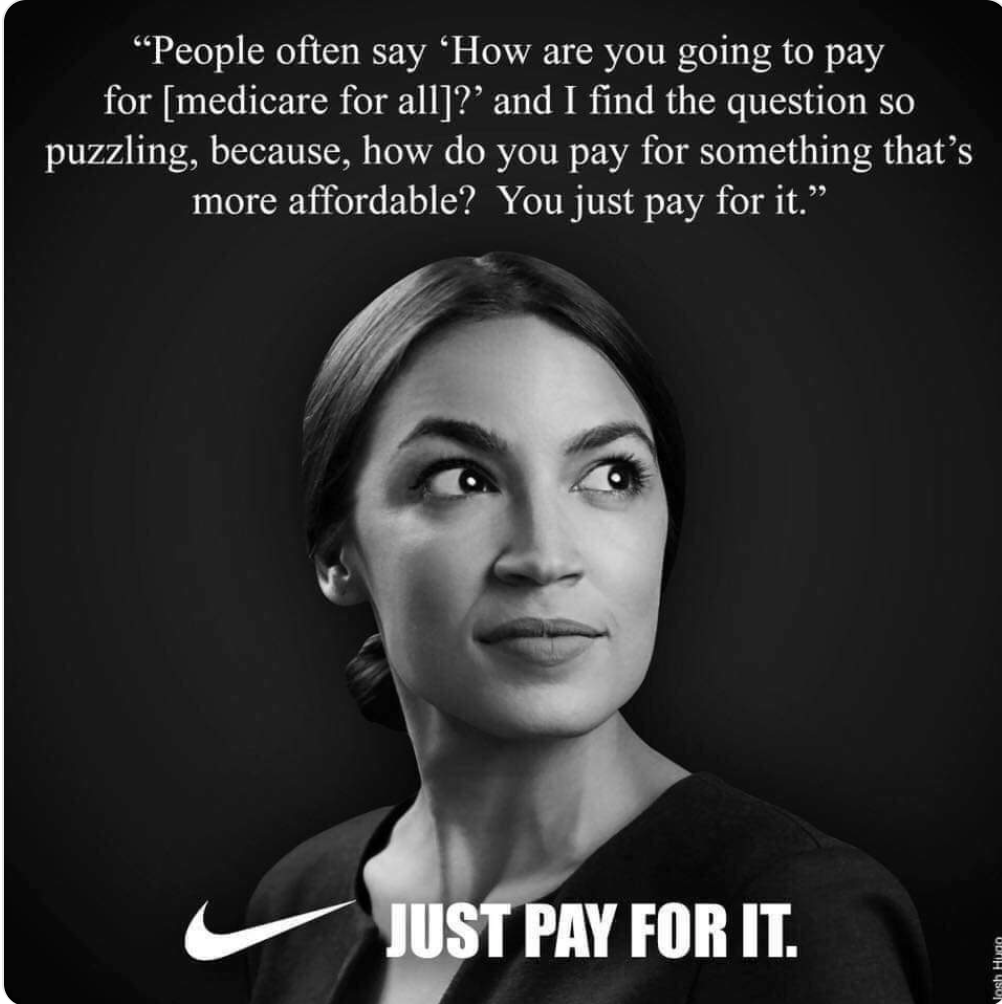 “People often say ‘How are you going to pay
for [medicare for all]?’ and I find the question so
puzzling, because, how do you pay for something that’s
more affordable?  You just pay for it.”
JUST PAY FOR IT.
Josh Hugo